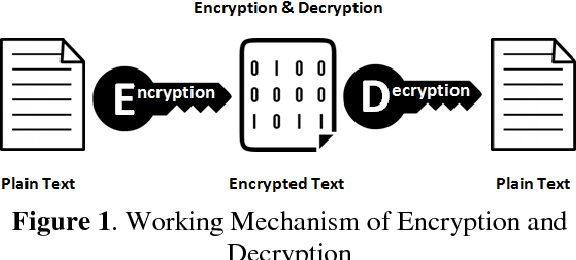 Encryption & Decryption
Encryption
0 1 0 0
Decryption
0 0 0 0
1 0 1 1
Plain Text
Encrypted Text
Plain Text
Figure 1. Working Mechanism of Encryption and
Decryption